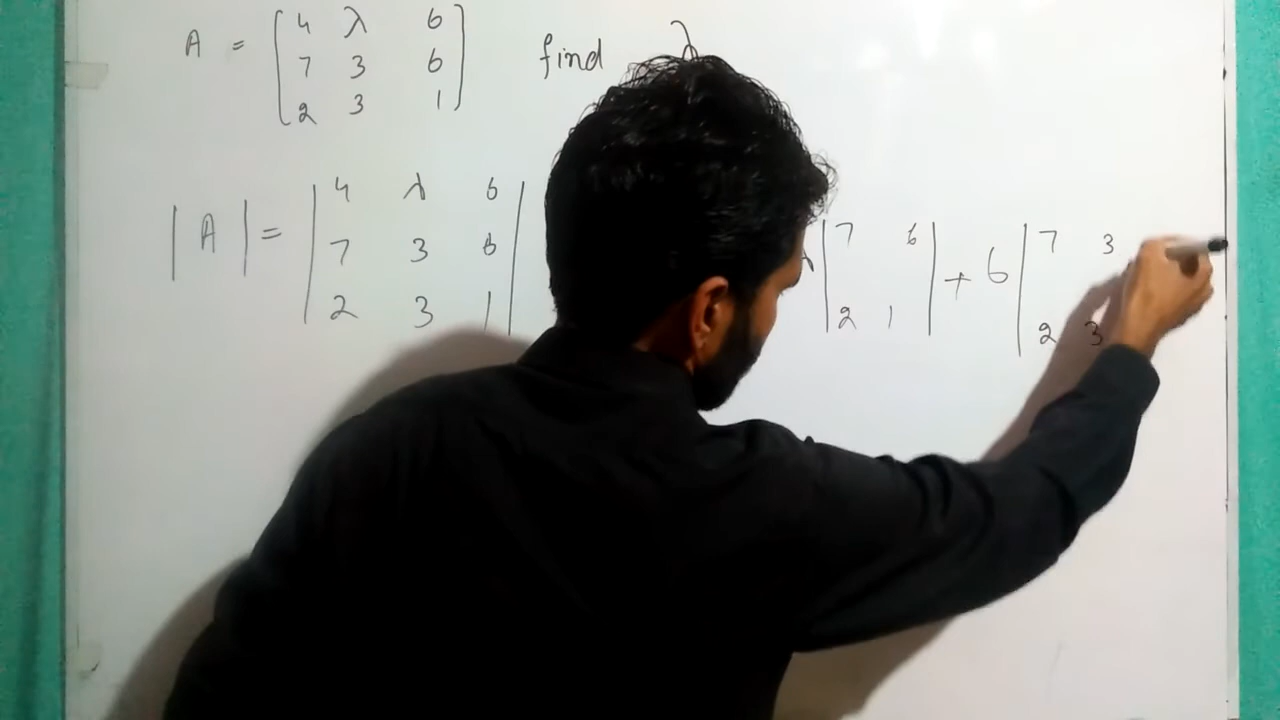 A = [ 4 λ 6 find λ
7 3 6
2 3 1 ]
|A| = | 4 λ 6 | λ | 7 6 | + 6 | 7 3
7 3 6
2 3 1 2 1 2 3